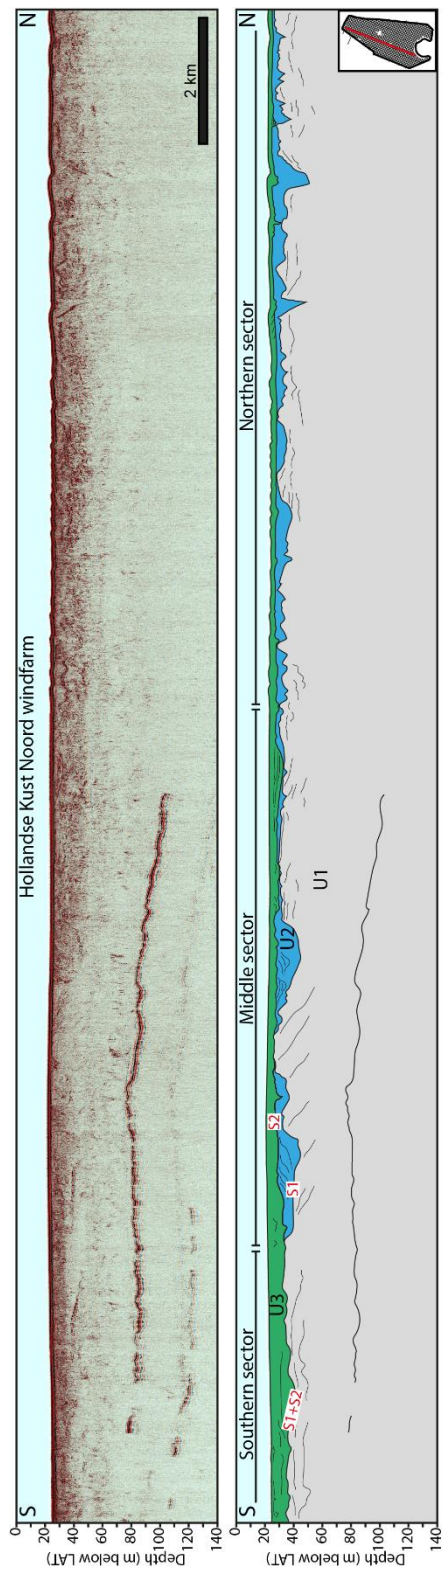 Hollandse Kust Noord windfarm
S
N
2 km
0
20
40
60
80
100
120
140
Depth (m below LAT)
S
Southern sector
Middle sector
Northern sector
N
U3
S1+S2
S2
S1
U2
U1
0
20
40
60
80
100
120
140
Depth (m below LAT)